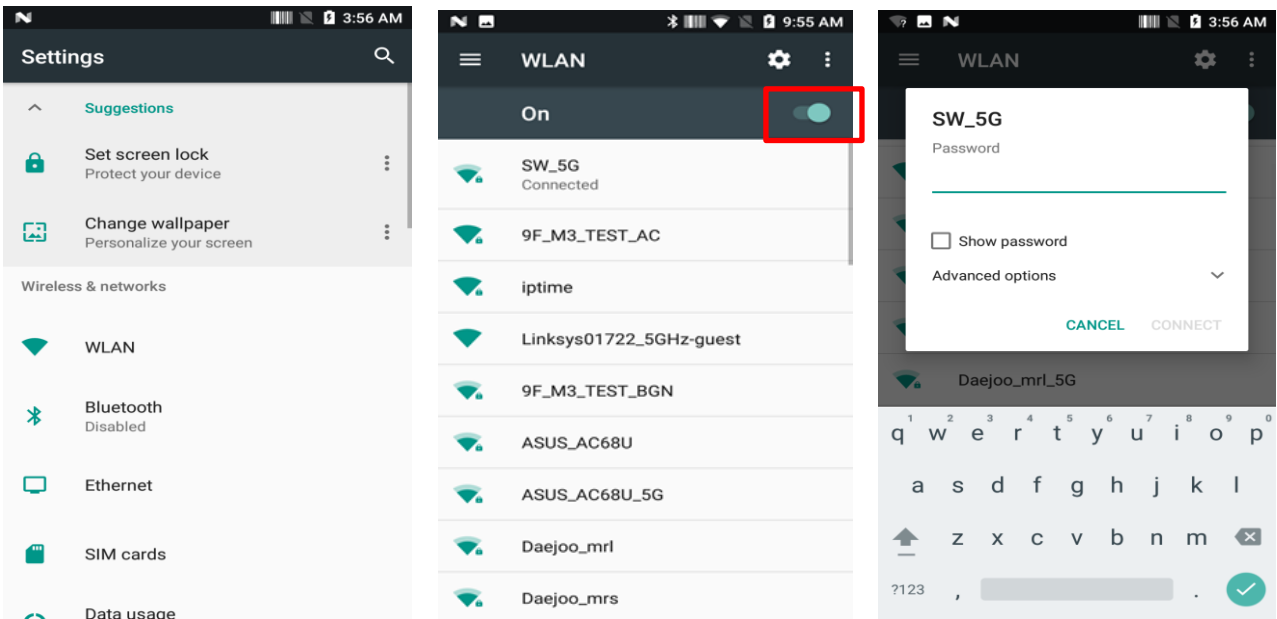 3:56 AM
Settings
Suggestions
Set screen lock
Protect your device
Change wallpaper
Personalize your screen
Wireless & networks
WLAN
Bluetooth
Disabled
Ethernet
SIM cards
Data usage
9:55 AM
WLAN
On
SW_5G
Connected
9F_M3_TEST_AC
iptime
Linksys01722_5GHz-guest
9F_M3_TEST_BGN
ASUS_AC68U
ASUS_AC68U_5G
Daejoo_mrl
Daejoo_mrs
3:56 AM
WLAN
SW_5G
Password
Show password
Advanced options
CANCEL CONNECT
Daejoo_mrl_5G
1 2 3 4 5 6 7 8 9 0
q w e r t y u i o p
a s d f g h j k l
z x c v b n m
?123 , .